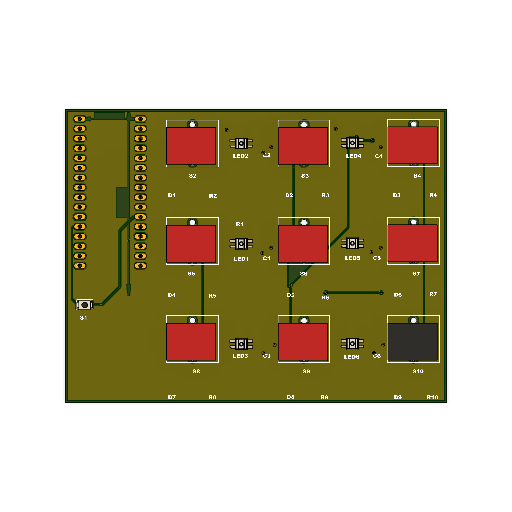 LED2 C2 LED4 C4
S2 S3 S4
D1 R2 D2 R3 D3 R4
R1
LED1 C1 LED5 C5
S5 S6 S7
D4 R5 D5 R6 D6 R7
S1
LED3 C3 LED6 C6
S8 S9 S10
D7 R8 D8 R9 D9 R10